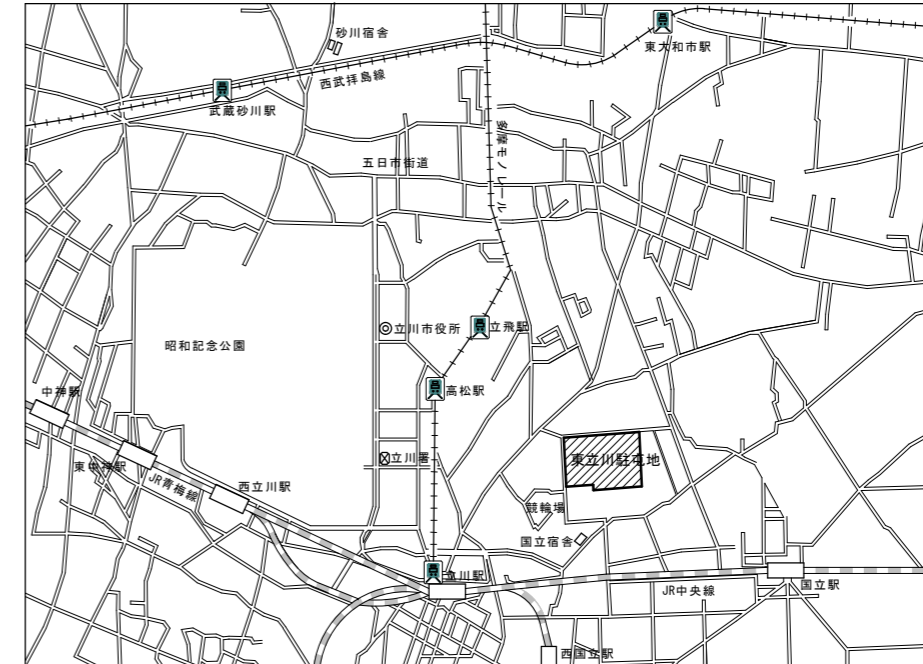 砂川宿舎
東大和市駅
西武拝島線
武蔵砂川駅
多摩モノレール
五日市街道
立川市役所
立飛駅
昭和記念公園
高松駅
中神駅
東中神駅
立川署
東立川駐屯地
JR青梅線
西立川駅
競輪場
国立宿舎
立川駅
国立駅
JR中央線
西国立駅